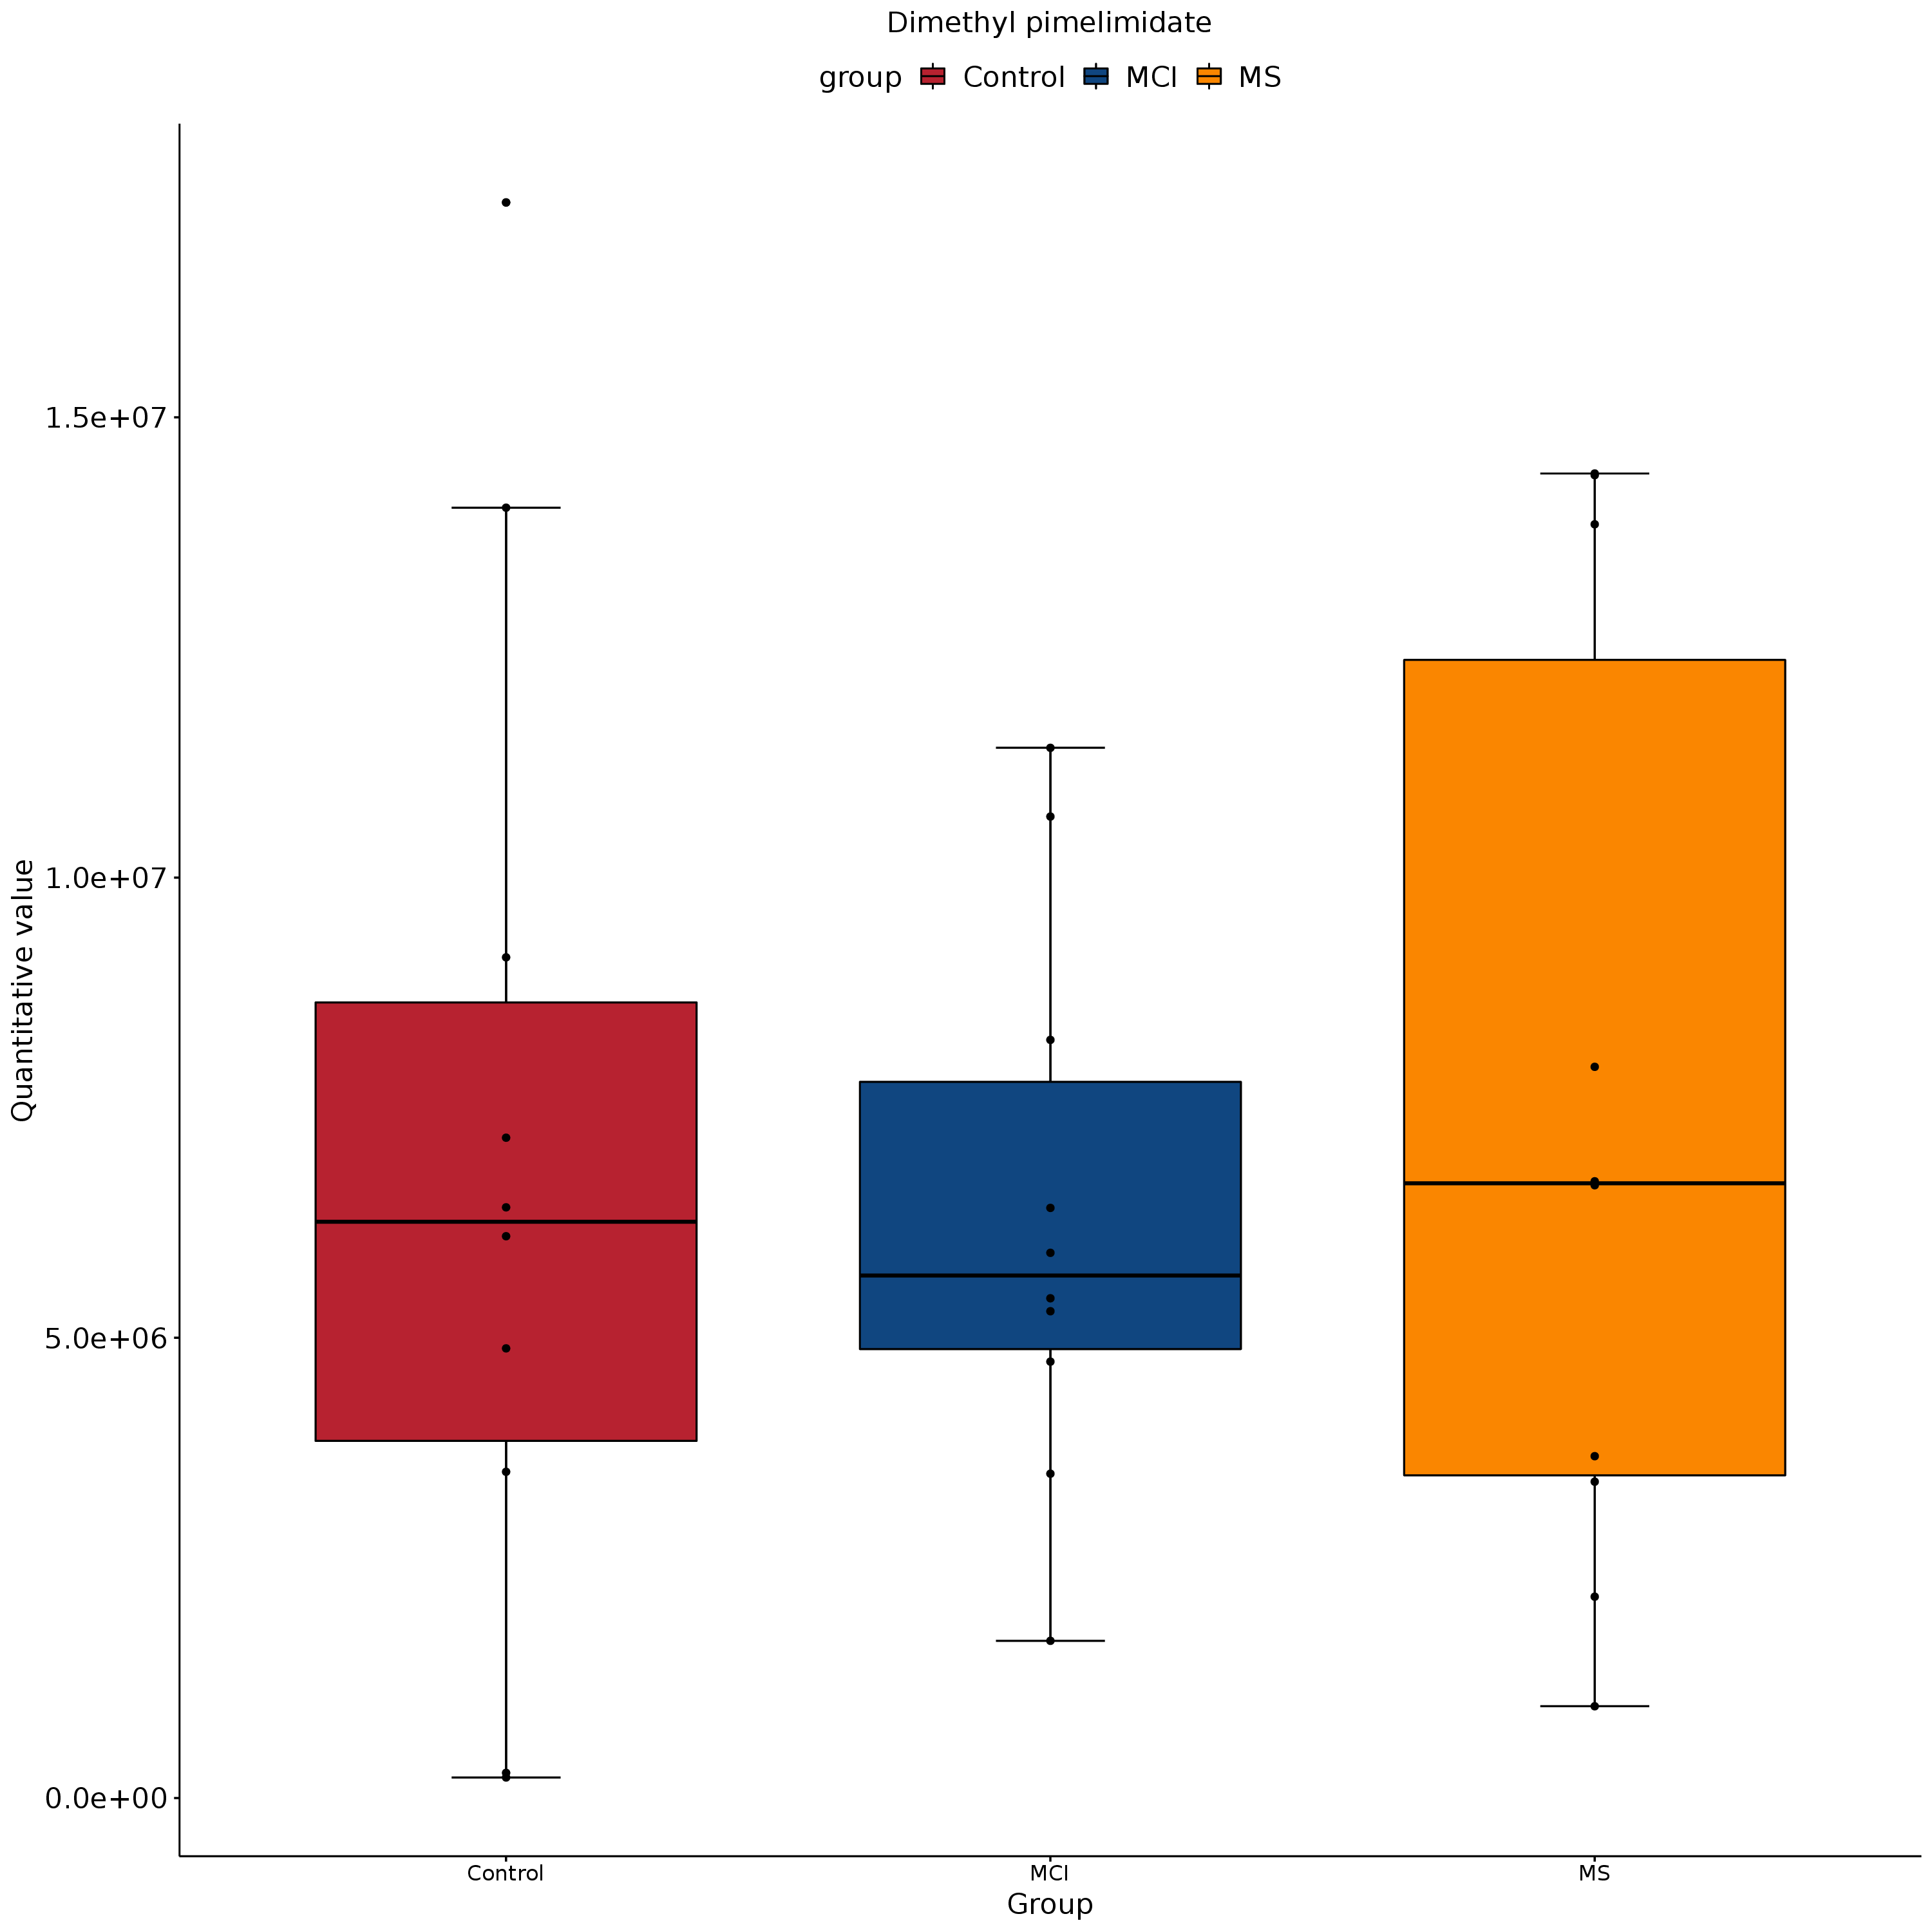 Dimethyl pimelimidate
group Control MCI MS
Quantitative value
1.5e+07
1.0e+07
5.0e+06
0.0e+00
Control MCI MS
Group